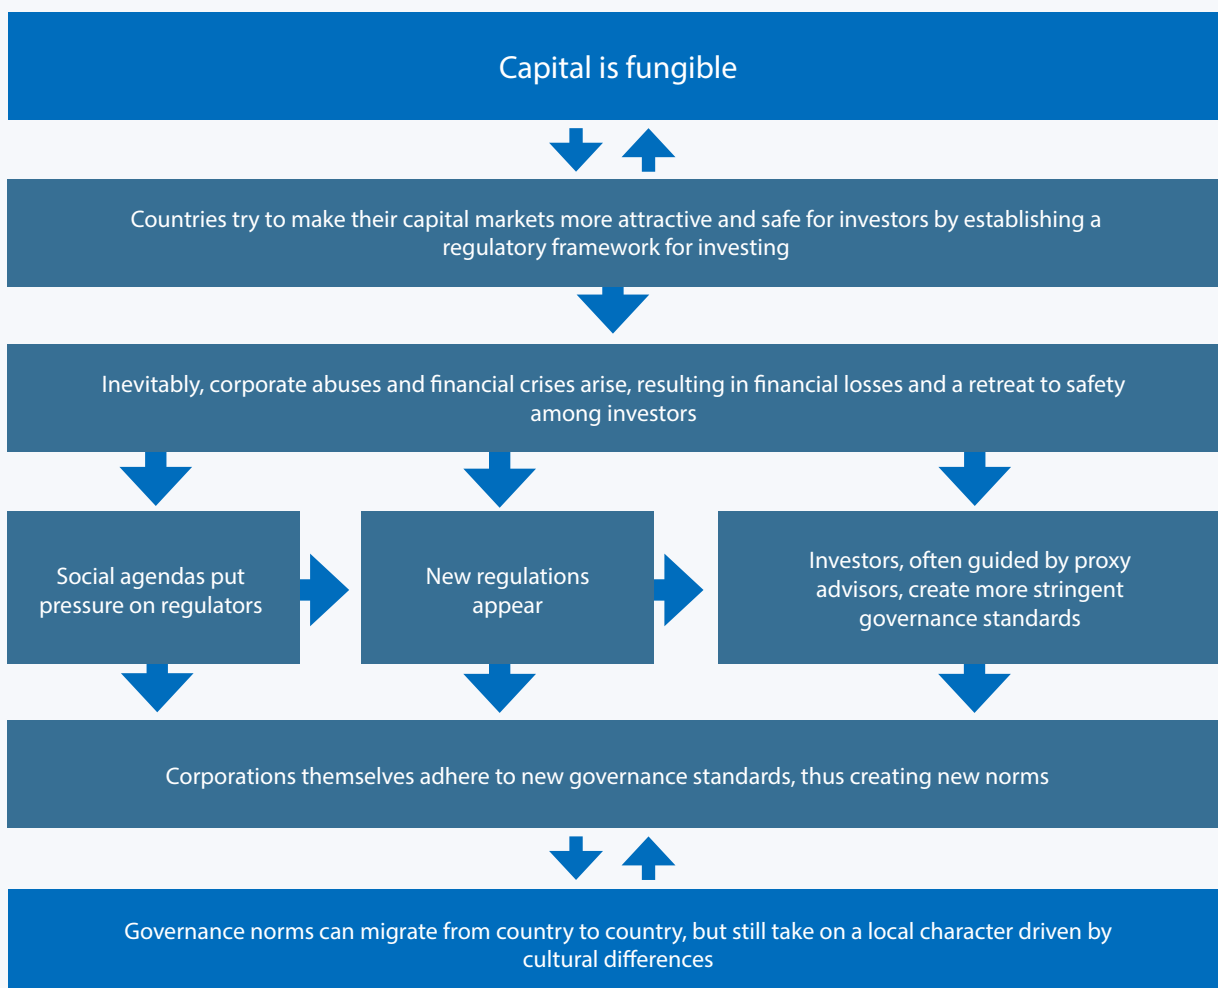 Capital is fungible
Countries try to make their capital markets more attractive and safe for investors by establishing a
regulatory framework for investing
Inevitably, corporate abuses and financial crises arise, resulting in financial losses and a retreat to safety
among investors
Social agendas put
pressure on regulators
New regulations
appear
Investors, often guided by proxy
advisors, create more stringent
governance standards
Corporations themselves adhere to new governance standards, thus creating new norms
Governance norms can migrate from country to country, but still take on a local character driven by
cultural differences